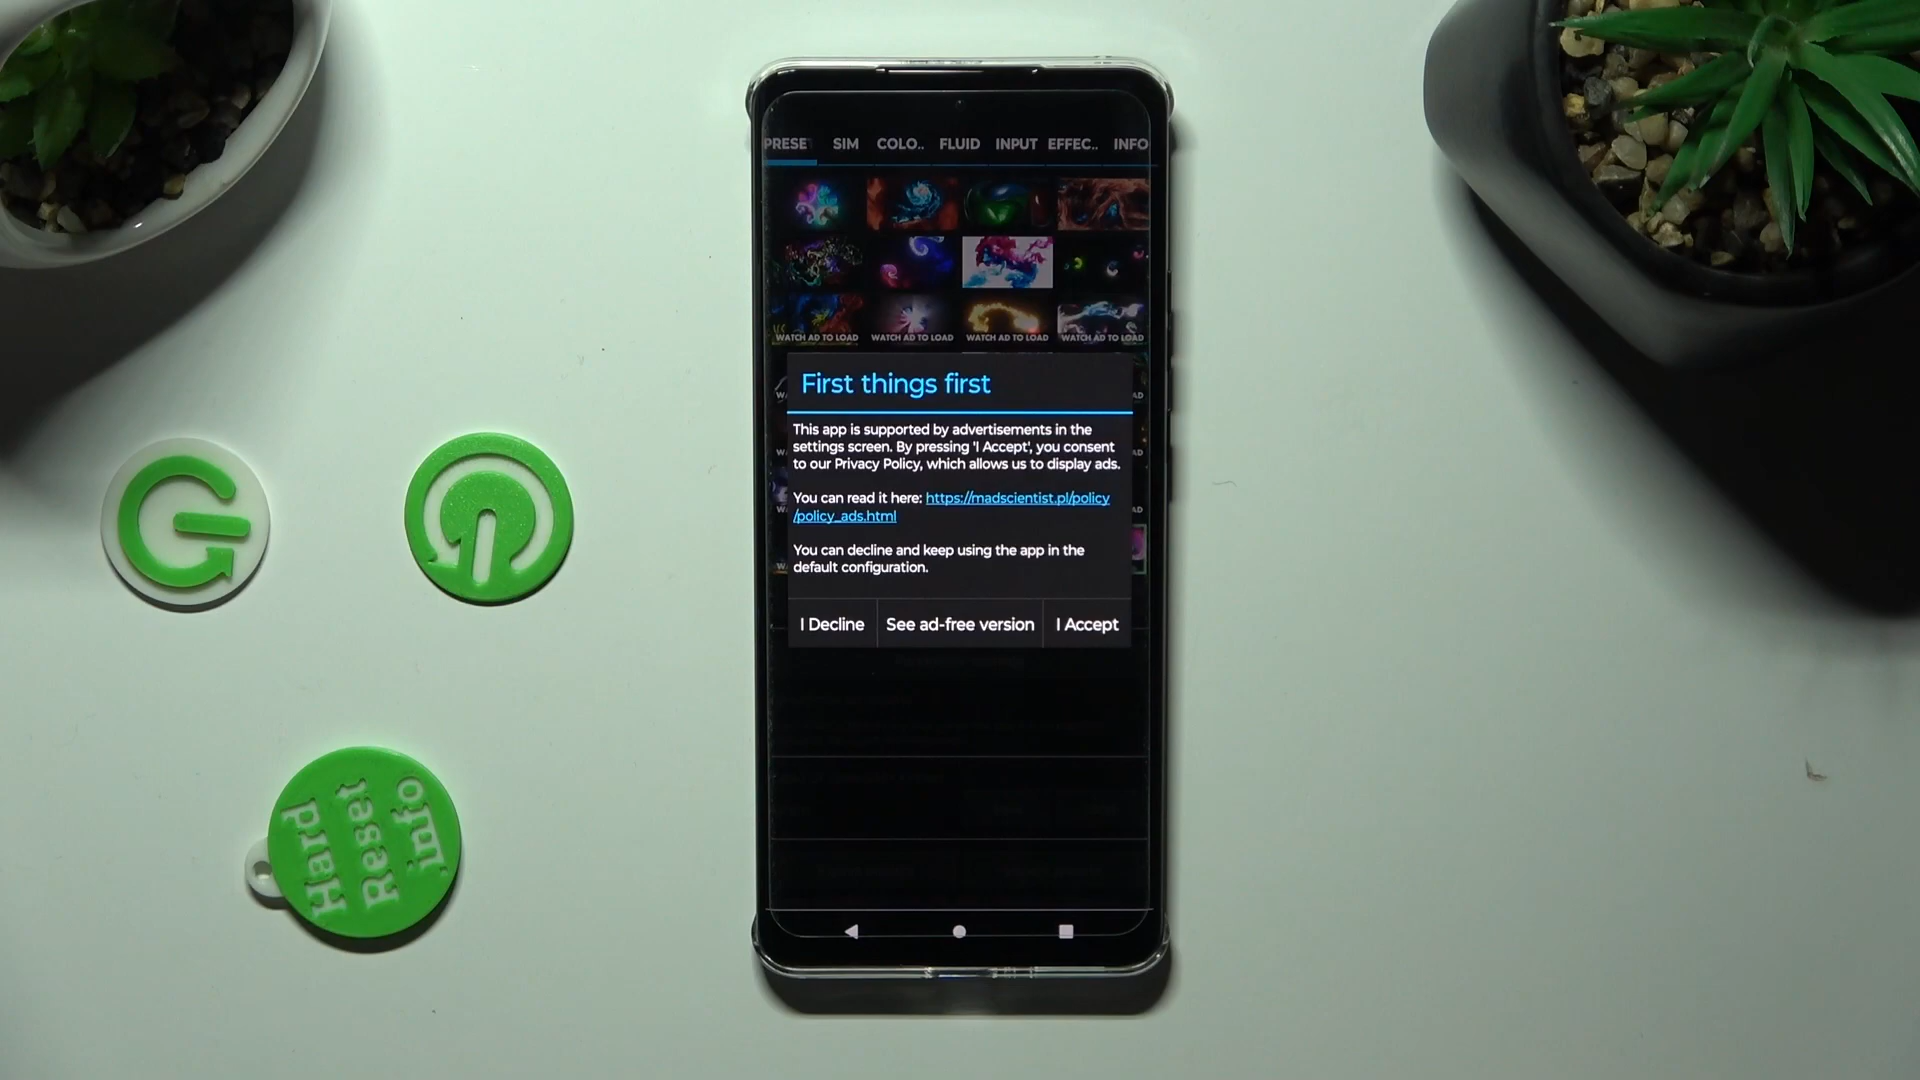 PRESE SIM COLO.. FLUID INPUT EFFEC.. INFO
WATCH AD TO LOAD WATCH AD TO LOAD WATCH AD TO LOAD WATCH AD TO LOAD
First things first
This app is supported by advertisements in the
settings screen. By pressing 'I Accept', you consent
to our Privacy Policy, which allows us to display ads.
You can read it here: https://madscientist.pl/policy
/policy_ads.html
You can decline and keep using the app in the
default configuration.
I Decline See ad-free version I Accept
Hard
Reset
.info